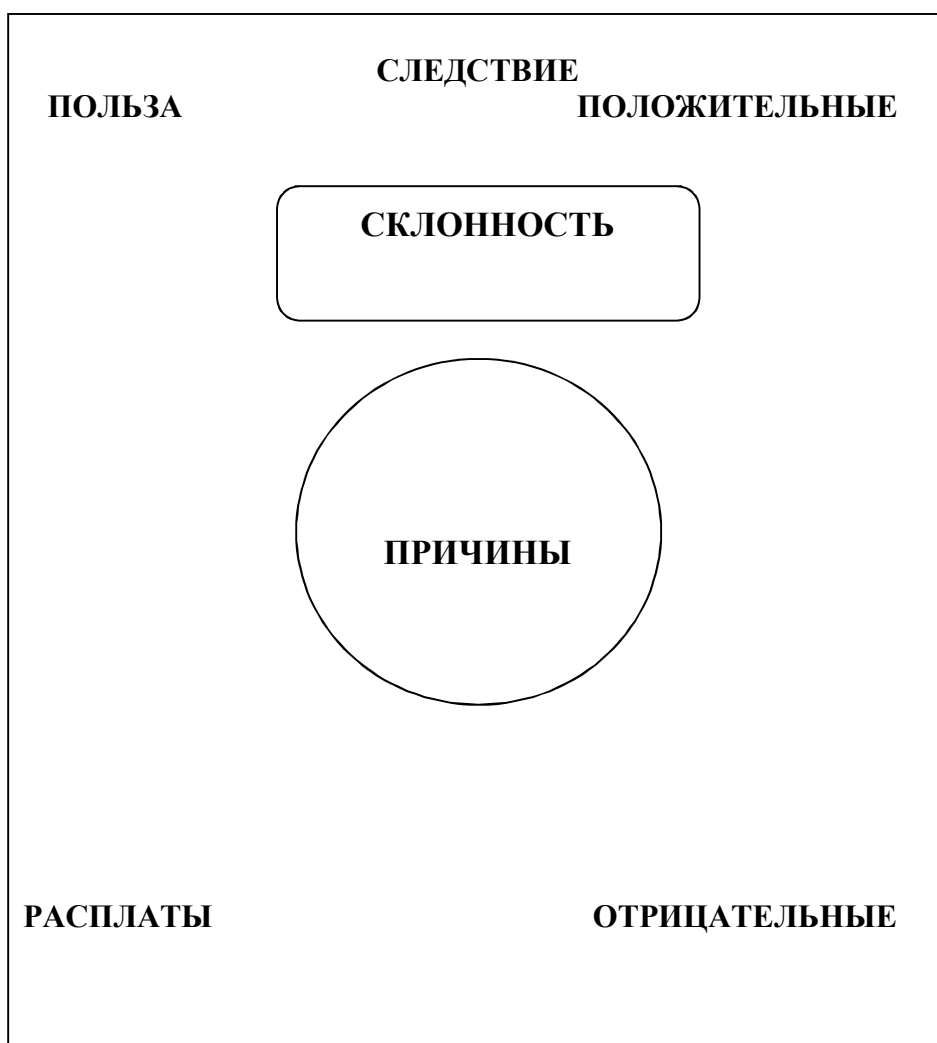 СЛЕДСТВИЕ
ПОЛЬЗА ПОЛОЖИТЕЛЬНЫЕ
СКЛОННОСТЬ
ПРИЧИНЫ
РАСПЛАТЫ ОТРИЦАТЕЛЬНЫЕ